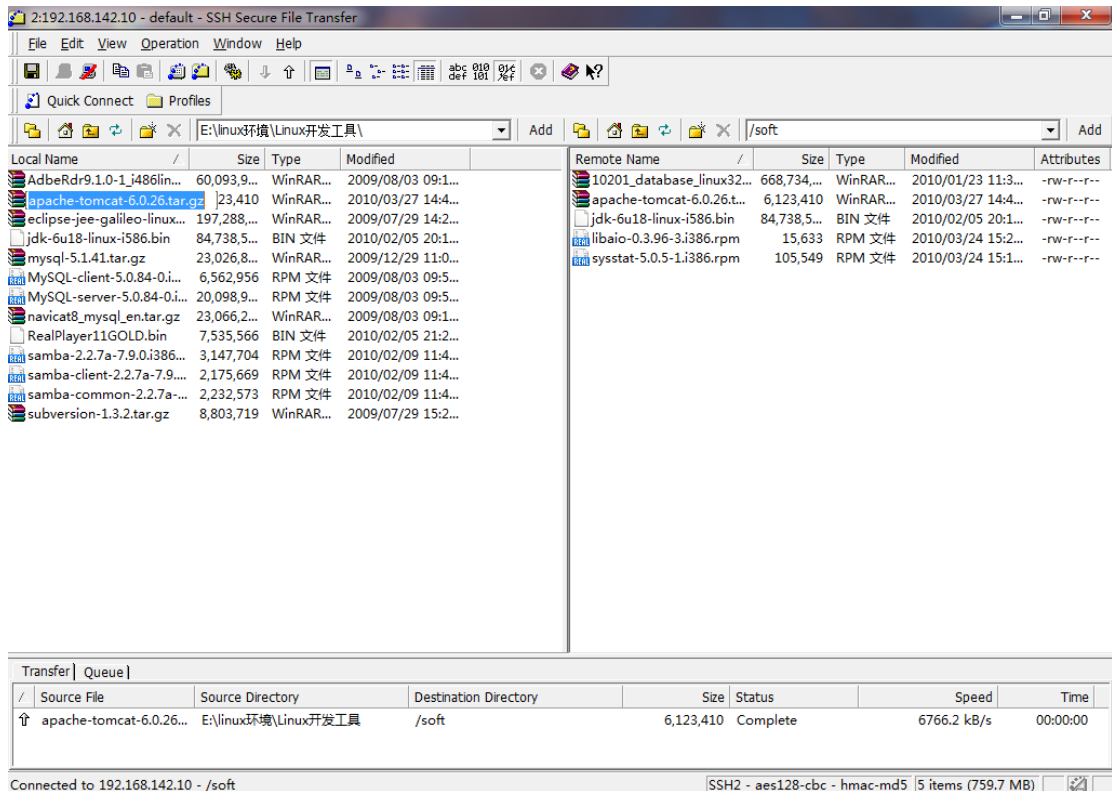 2:192.168.142.10 - default - SSH Secure File Transfer
File Edit View Operation Window Help
abc def 010 101
Quick Connect Profiles
E:\linux环境\Linux开发工具\ Add /soft Add
Local Name / Size Type Modified
AdbeRdr9.1.0-1_i486lin... 60,093,9... WinRAR... 2009/08/03 09:1...
apache-tomcat-6.0.26.tar.gz 23,410 WinRAR... 2010/03/27 14:4...
eclipse-jee-galileo-linux... 197,288,... WinRAR... 2009/07/29 14:2...
jdk-6u18-linux-i586.bin 84,738,5... BIN 文件 2010/02/05 20:1...
mysql-5.1.41.tar.gz 23,026,8... WinRAR... 2009/12/29 11:0...
MySQL-client-5.0.84-0.i... 6,562,956 RPM 文件 2009/08/03 09:5...
MySQL-server-5.0.84-0.i... 20,098,9... RPM 文件 2009/08/03 09:5...
navicat8_mysql_en.tar.gz 23,066,2... WinRAR... 2009/08/03 09:1...
RealPlayer11GOLD.bin 7,535,566 BIN 文件 2010/02/05 21:2...
samba-2.2.7a-7.9.0.i386... 3,147,704 RPM 文件 2010/02/09 11:4...
samba-client-2.2.7a-7.9.... 2,175,669 RPM 文件 2010/02/09 11:4...
samba-common-2.2.7a-... 2,232,573 RPM 文件 2010/02/09 11:4...
subversion-1.3.2.tar.gz 8,803,719 WinRAR... 2009/07/29 15:2...
Remote Name / Size Type Modified Attributes
10201_database_linux32... 668,734,... WinRAR... 2010/01/23 11:3... -rw-r--r--
apache-tomcat-6.0.26.t... 6,123,410 WinRAR... 2010/03/27 14:4... -rw-r--r--
jdk-6u18-linux-i586.bin 84,738,5... BIN 文件 2010/02/05 20:1... -rw-r--r--
libaio-0.3.96-3.i386.rpm 15,633 RPM 文件 2010/03/24 15:2... -rw-r--r--
sysstat-5.0.5-1.i386.rpm 105,549 RPM 文件 2010/03/24 15:1... -rw-r--r--
Transfer Queue
/ Source File Source Directory Destination Directory Size Status Speed Time
apache-tomcat-6.0.26... E:\linux环境\Linux开发工具 /soft 6,123,410 Complete 6766.2 kB/s 00:00:00
Connected to 192.168.142.10 - /soft SSH2 - aes128-cbc - hmac-md5 5 items (759.7 MB)